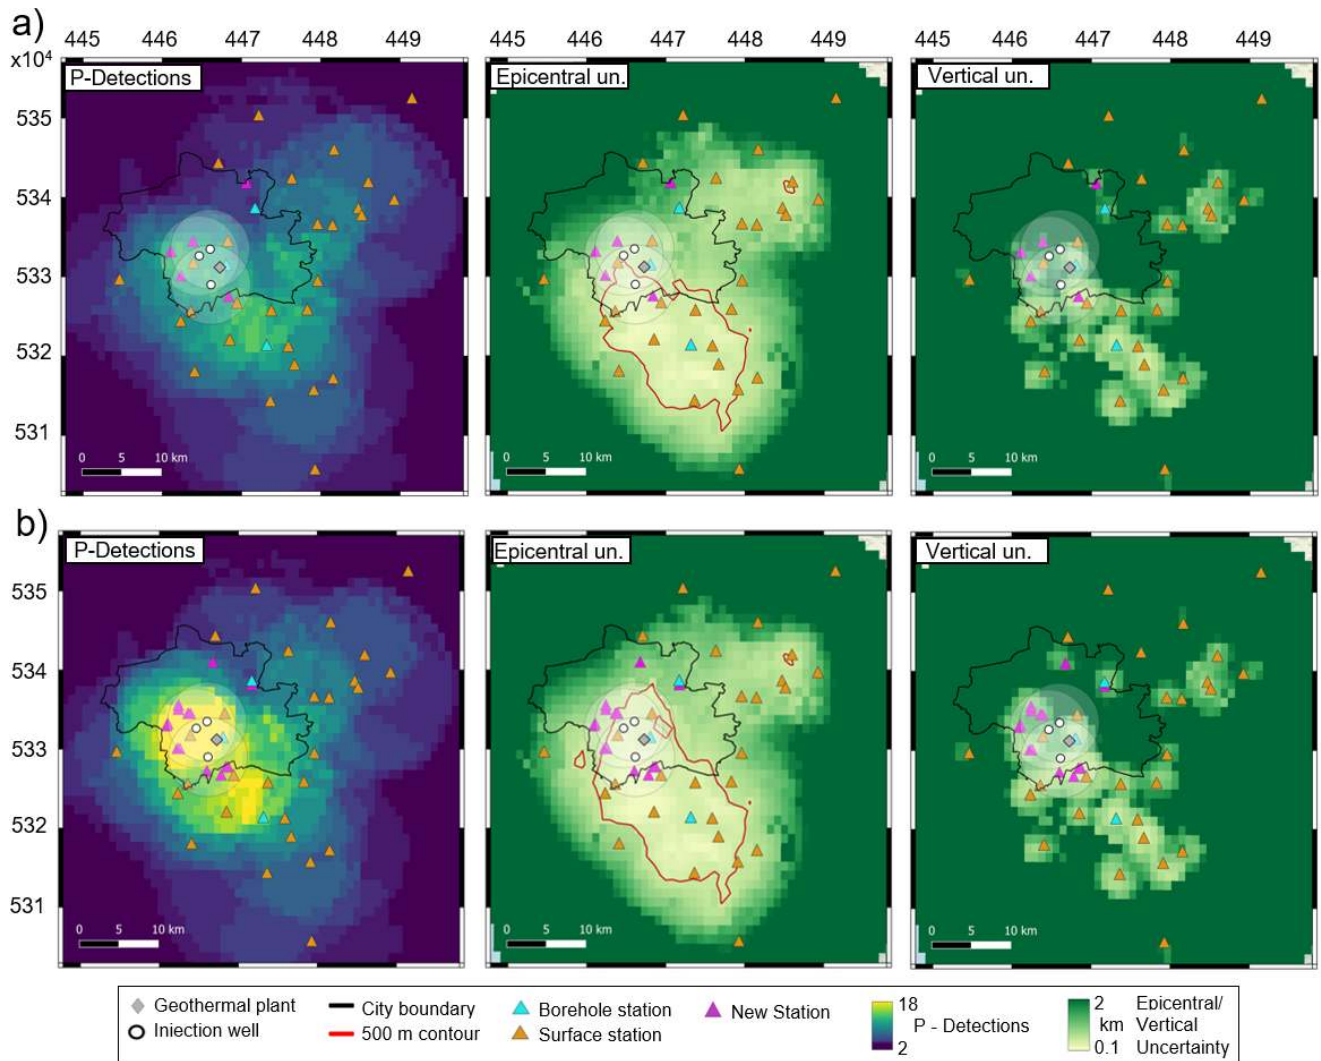 a)
445 446 447 448 449 445 446 447 448 449 445 446 447 448 449
x10⁴
P-Detections Epicentral un. Vertical un.
535
534
533
532
531
0 5 10 km 0 5 10 km 0 5 10 km
b)
P-Detections Epicentral un. Vertical un.
535
534
533
532
531
0 5 10 km 0 5 10 km 0 5 10 km
Geothermal plant City boundary Borehole station New Station 18 P - Detections 2 2 km 0.1 Epicentral/
Injection well 500 m contour Surface station Vertical
Uncertainty